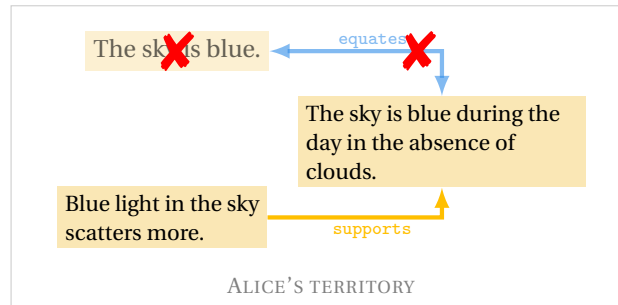 The sky is blue.
equates
The sky is blue during the
day in the absence of
clouds.
Blue light in the sky
scatters more.
supports
ALICE'S TERRITORY